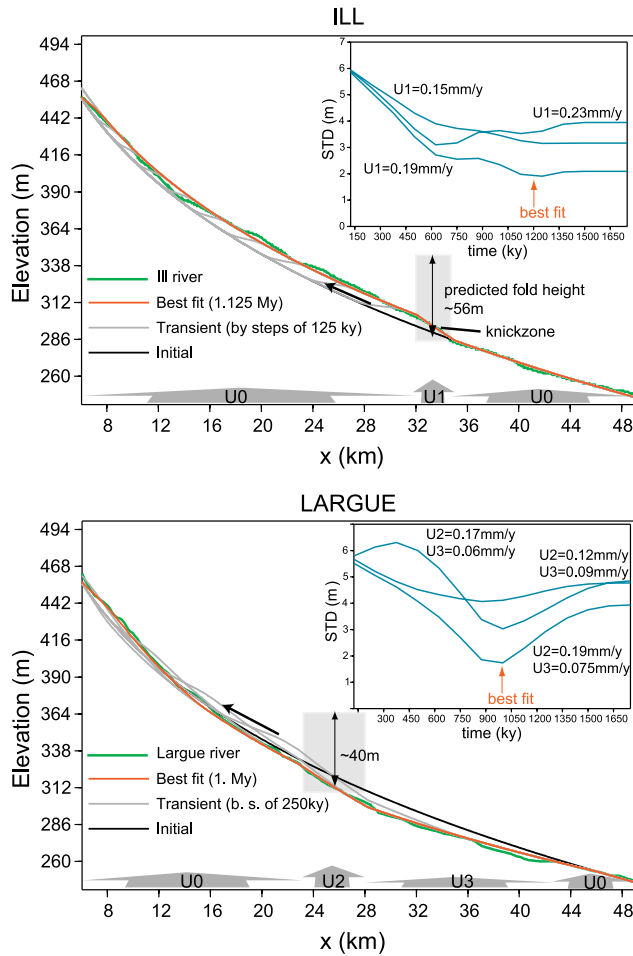 ILL
Elevation (m)
494
468
442
416
390
364
338
312
286
260
8
12
16
20
24
28
32
36
40
44
48
x (km)
Ill river
Best fit (1.125 My)
Transient (by steps of 125 ky)
Initial
U0
U1
U0
predicted fold height
~56m
knickzone
STD (m)
7
6
5
4
3
2
1
0
150
300
450
600
750
900
1050
1200
1350
1500
1650
time (ky)
U1=0.15mm/y
U1=0.23mm/y
U1=0.19mm/y
best fit
LARGUE
Elevation (m)
494
468
442
416
390
364
338
312
286
260
8
12
16
20
24
28
32
36
40
44
48
x (km)
Largue river
Best fit (1. My)
Transient (b. s. of 250ky)
Initial
U0
U2
U3
U0
~40m
STD (m)
6
5
4
3
2
1
0
150
300
450
600
750
900
1050
1200
1350
1500
1650
time (ky)
U2=0.17mm/y
U3=0.06mm/y
U2=0.12mm/y
U3=0.09mm/y
U2=0.19mm/y
U3=0.075mm/y
best fit